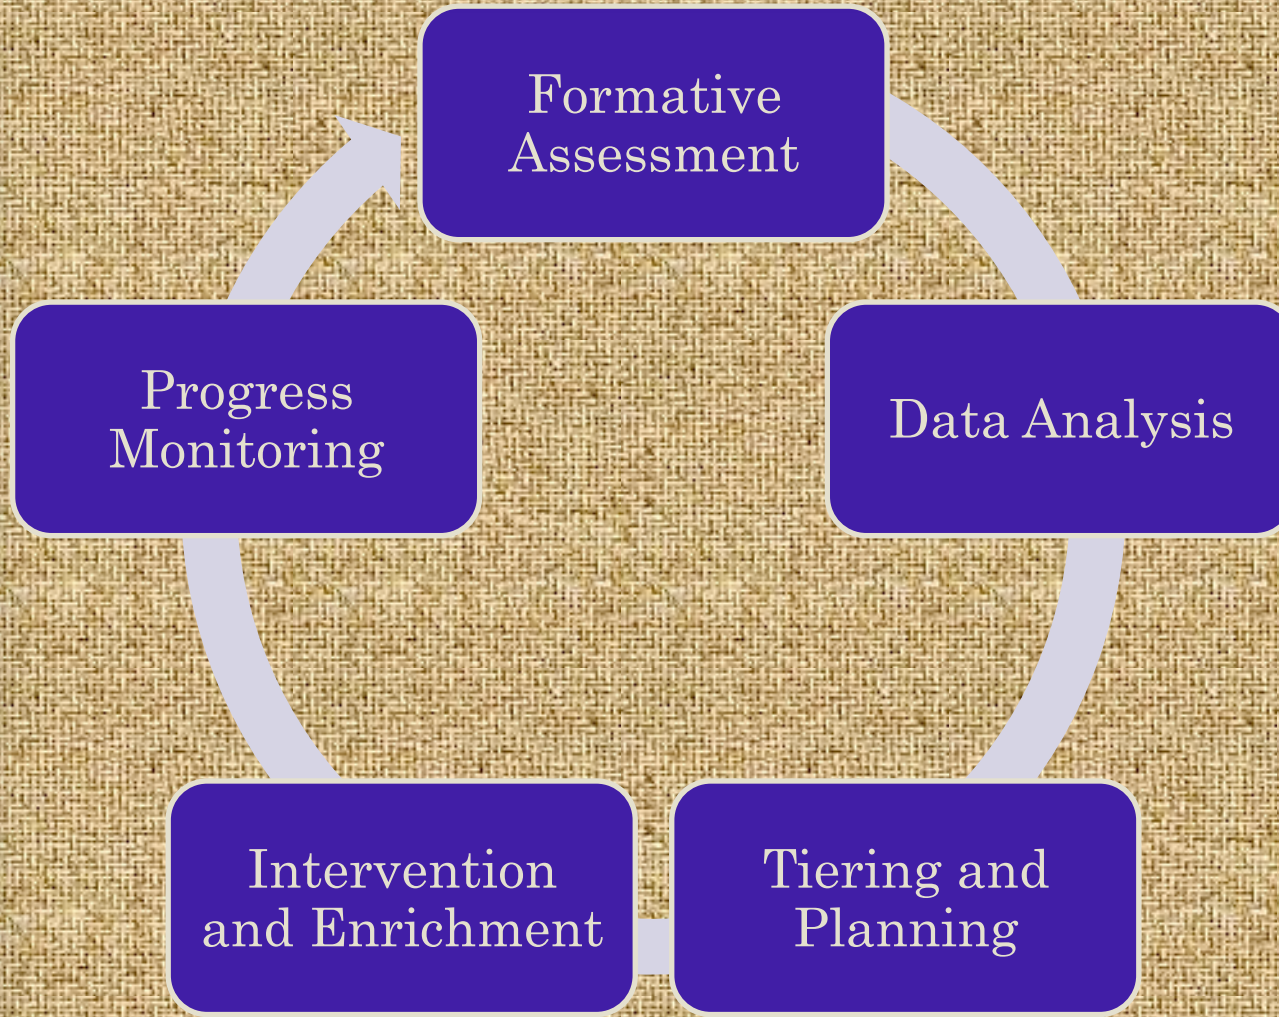 Formative
Assessment
Data Analysis
Tiering and
Planning
Intervention
and Enrichment
Progress
Monitoring